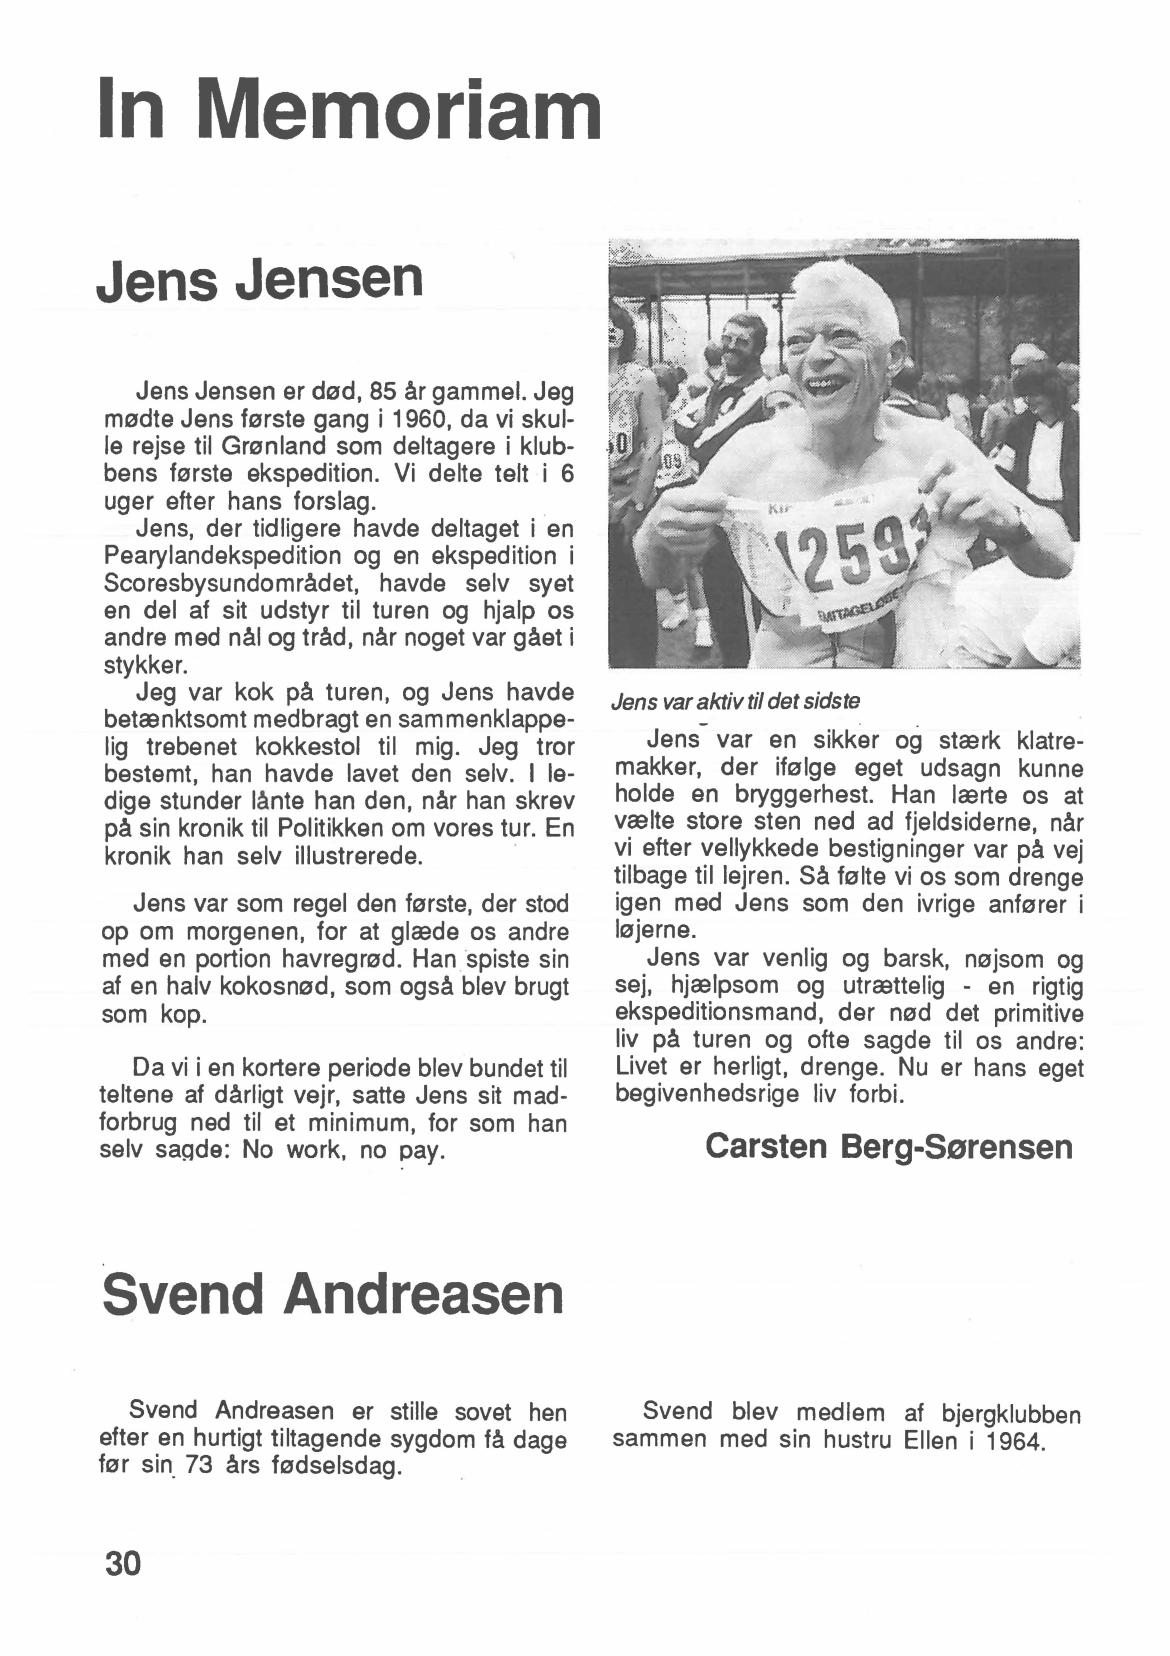 In Memoriam
Jens Jensen
Jens Jensen er død, 85 år gammel. Jeg
mødte Jens første gang i 1960, da vi skul-
le rejse til Grønland som deltagere i klub-
bens første ekspedition. Vi delte telt i 6
uger efter hans forslag.
Jens, der tidligere havde deltaget i en
Pearylandekspedition og en ekspedition i
Scoresbysundområdet, havde selv syet
en del af sit udstyr til turen og hjalp os
andre med nål og tråd, når noget var gået i
stykker.
Jeg var kok på turen, og Jens havde
betænktsomt medbragt en sammenklappe-
lig trebenet kokkestol til mig. Jeg tror
bestemt, han havde lavet den selv. I le-
dige stunder lånte han den, når han skrev
på sin kronik til Politikken om vores tur. En
kronik han selv illustrerede.
Jens var som regel den første, der stod
op om morgenen, for at glæde os andre
med en portion havregrød. Han spiste sin
af en halv kokosnød, som også blev brugt
som kop.
Da vi i en kortere periode blev bundet til
teltene af dårligt vejr, satte Jens sit mad-
forbrug ned til et minimum, for som han
selv sagde: No work, no pay.
12593
Jens var aktiv til det sidste
Jens var en sikker og stærk klatre-
makker, der ifølge eget udsagn kunne
holde en bryggerhest. Han lærte os at
vælte store sten ned ad fjeldsiderne, når
vi efter vellykkede bestigninger var på vej
tilbage til lejren. Så følte vi os som drenge
igen med Jens som den ivrige anfører i
løjerne.
Jens var venlig og barsk, nøjsom og
sej, hjælpsom og utrættelig - en rigtig
ekspeditionsmand, der nød det primitive
liv på turen og ofte sagde til os andre:
Livet er herligt, drenge. Nu er hans eget
begivenhedsrige liv forbi.
Carsten Berg-Sørensen
Svend Andreasen
Svend Andreasen er stille sovet hen
efter en hurtigt tiltagende sygdom få dage
før sin 73 års fødselsdag.
Svend blev medlem af bjergklubben
sammen med sin hustru Ellen i 1964.
30